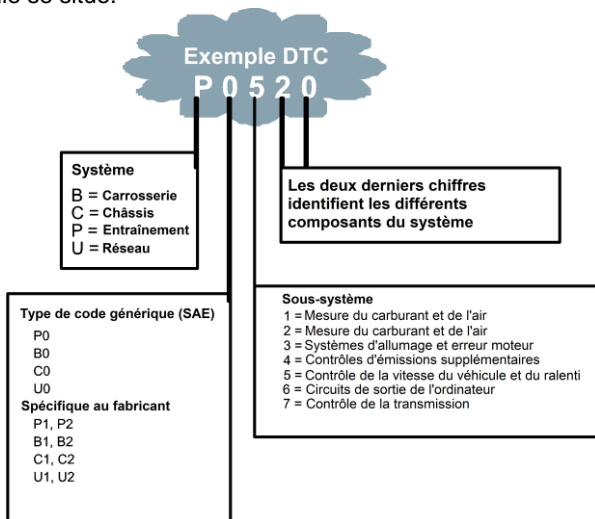 Exemple DTC
P 0 5 2 0
Système
B = Carrosserie
C = Châssis
P = Entraînement
U = Réseau
Les deux derniers chiffres
identifient les différents
composants du système
Type de code générique (SAE)
P0
B0
C0
U0
Spécifique au fabricant
P1, P2
B1, B2
C1, C2
U1, U2
Sous-système
1 = Mesure du carburant et de l'air
2 = Mesure du carburant et de l'air
3 = Systèmes d'allumage et erreur moteur
4 = Contrôles d'émissions supplémentaires
5 = Contrôle de la vitesse du véhicule et du ralenti
6 = Circuits de sortie de l'ordinateur
7 = Contrôle de la transmission